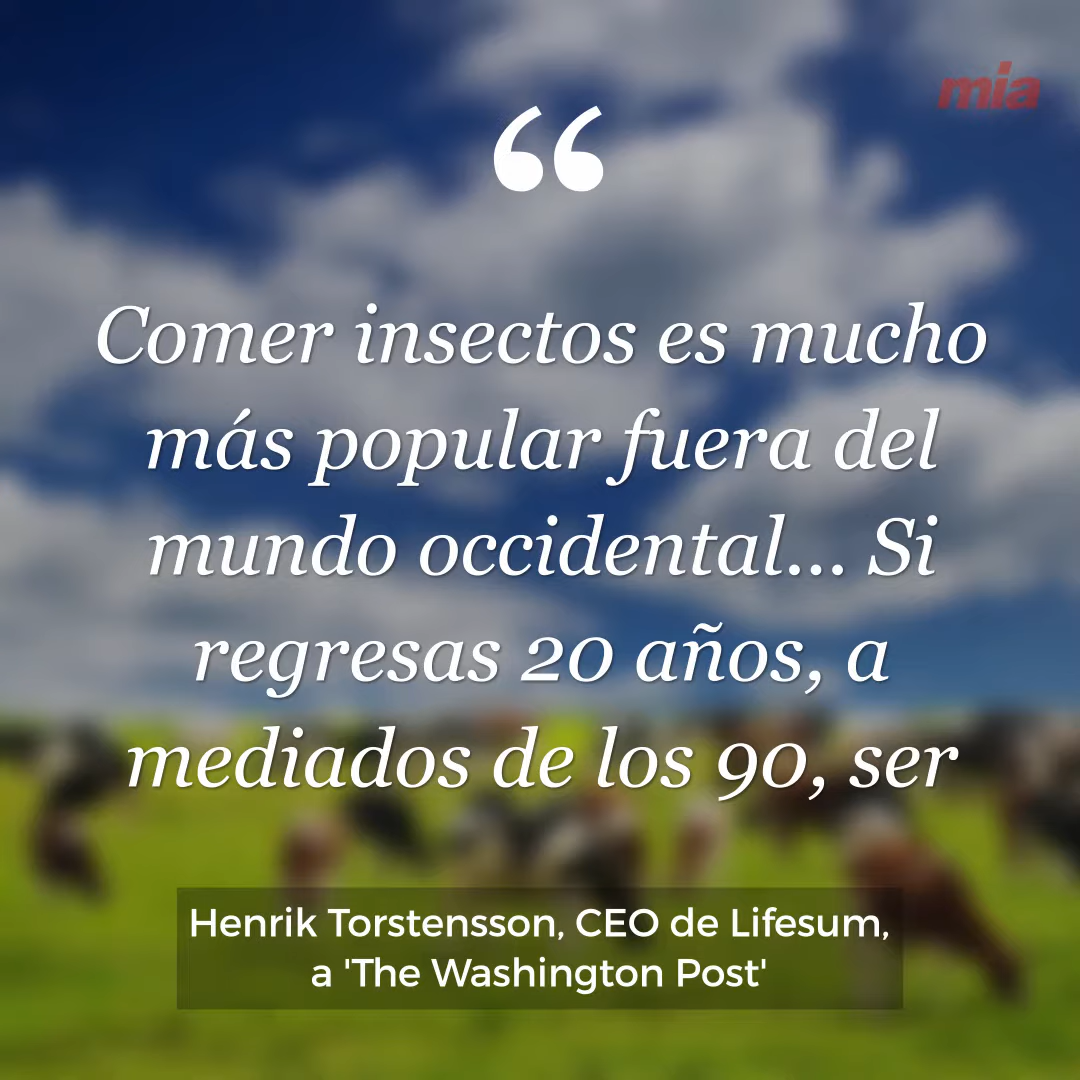 mia
“
Comer insectos es mucho
más popular fuera del
mundo occidental... Si
regresas 20 años, a
mediados de los 90, ser
Henrik Torstensson, CEO de Lifesum,
a 'The Washington Post'